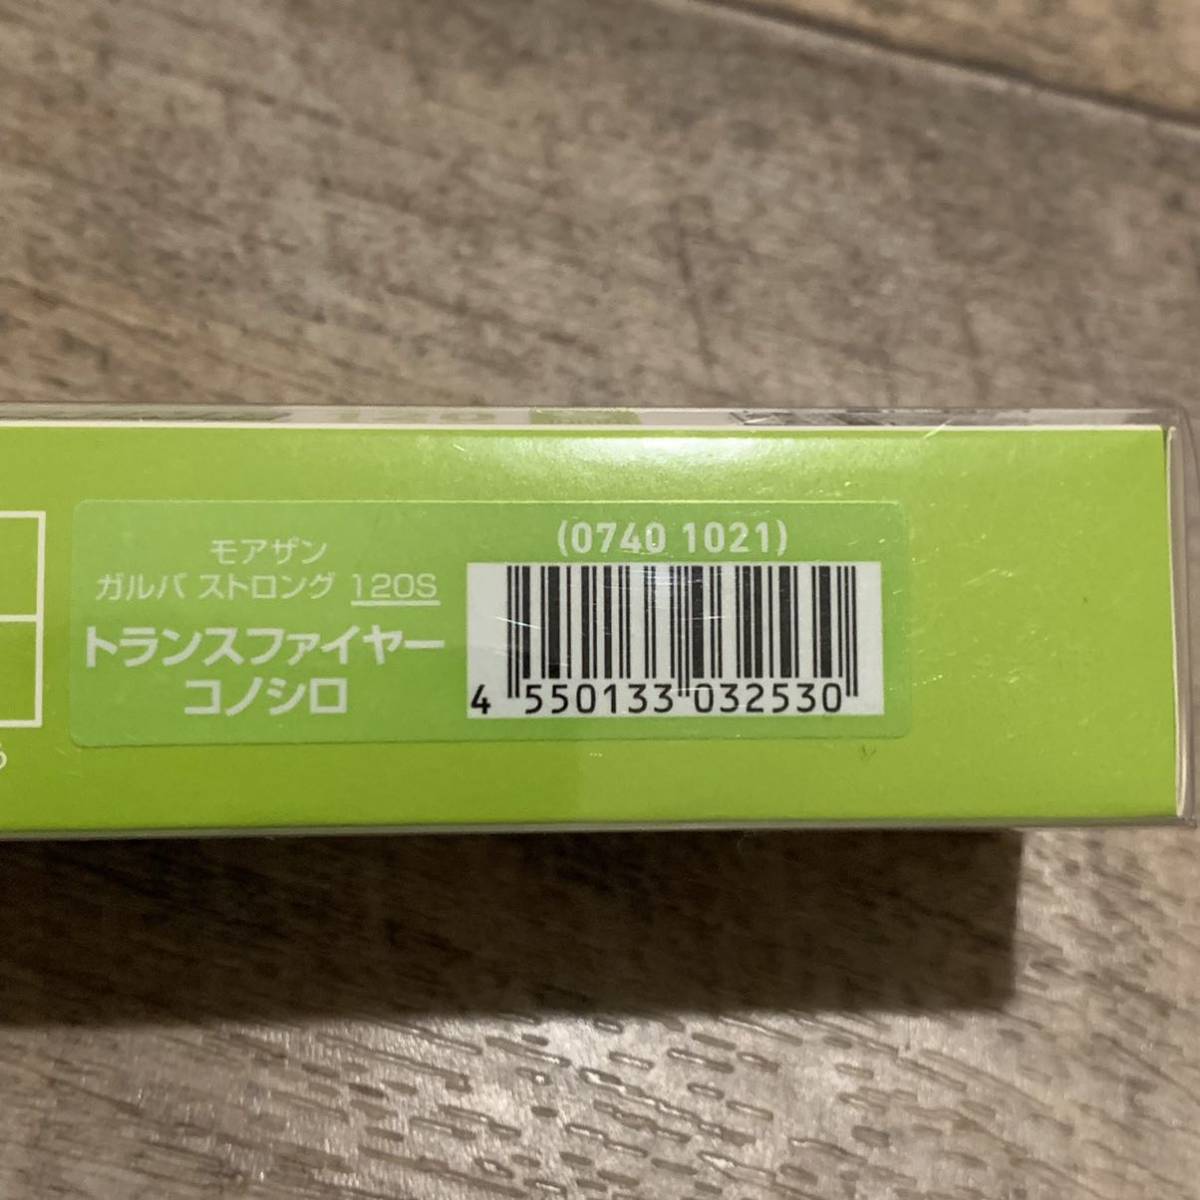 モアザン
ガルバ ストロング 120S
トランスファイヤー
コノシロ
(0740 1021)
4 550133 032530